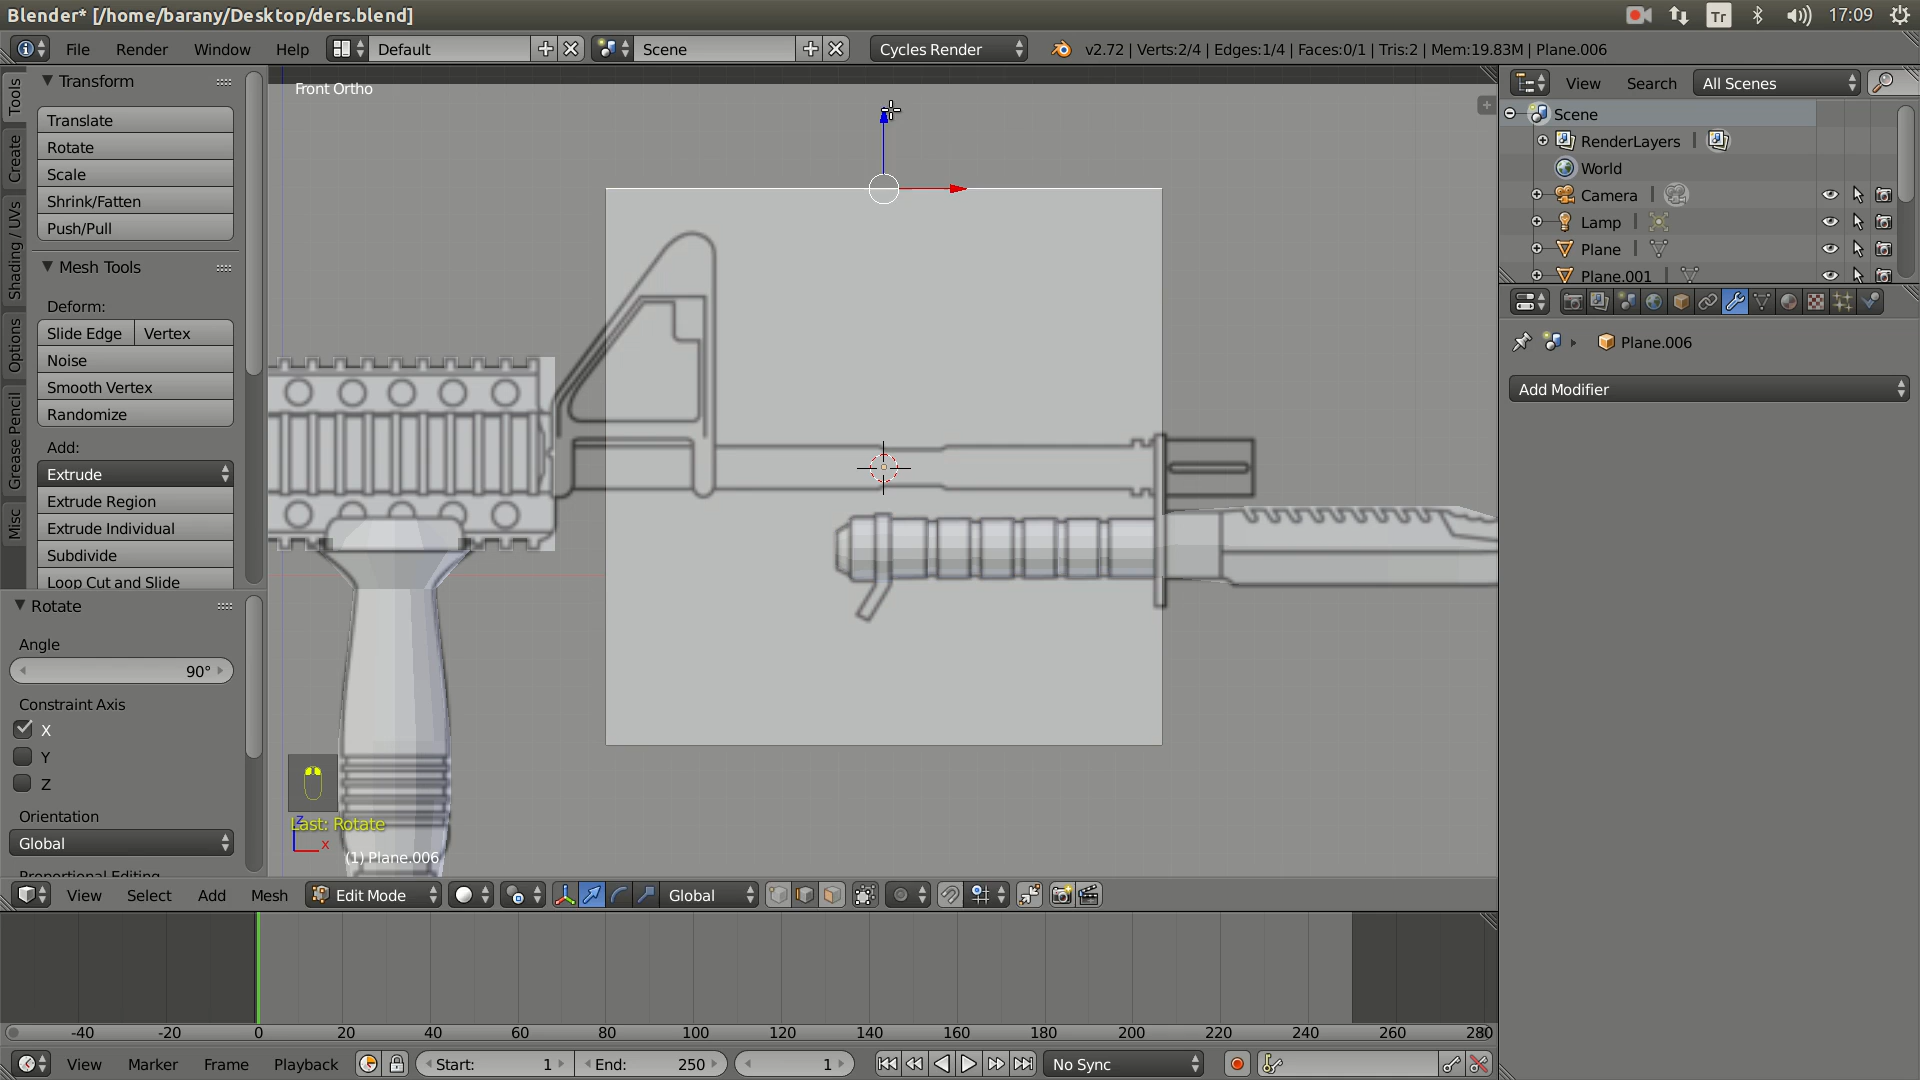 Blender* [/home/barany/Desktop/ders.blend]
Tr
17:09
File Render Window Help
Default
Scene
Cycles Render
v2.72 | Verts:2/4 | Edges:1/4 | Faces:0/1 | Tris:2 | Mem:19.83M | Plane.006
Tools
Create
Shading / UVs
Options
Grease Pencil
Misc
Transform
Translate
Rotate
Scale
Shrink/Fatten
Push/Pull
Mesh Tools
Deform:
Slide Edge Vertex
Noise
Smooth Vertex
Randomize
Add:
Extrude
Extrude Region
Extrude Individual
Subdivide
Loop Cut and Slide
Rotate
Angle
90°
Constraint Axis
X
Y
Z
Orientation
Global
Proportional Editing
Front Ortho
Last: Rotate
z
x
(1) Plane.006
View Select Add Mesh
Edit Mode
Global
View Search
All Scenes
Scene
RenderLayers
World
Camera
Lamp
Plane
Plane.001
Plane.006
Add Modifier
-40 -20 0 20 40 60 80 100 120 140 160 180 200 220 240 260 280
View Marker Frame Playback
Start: 1
End: 250
1
No Sync